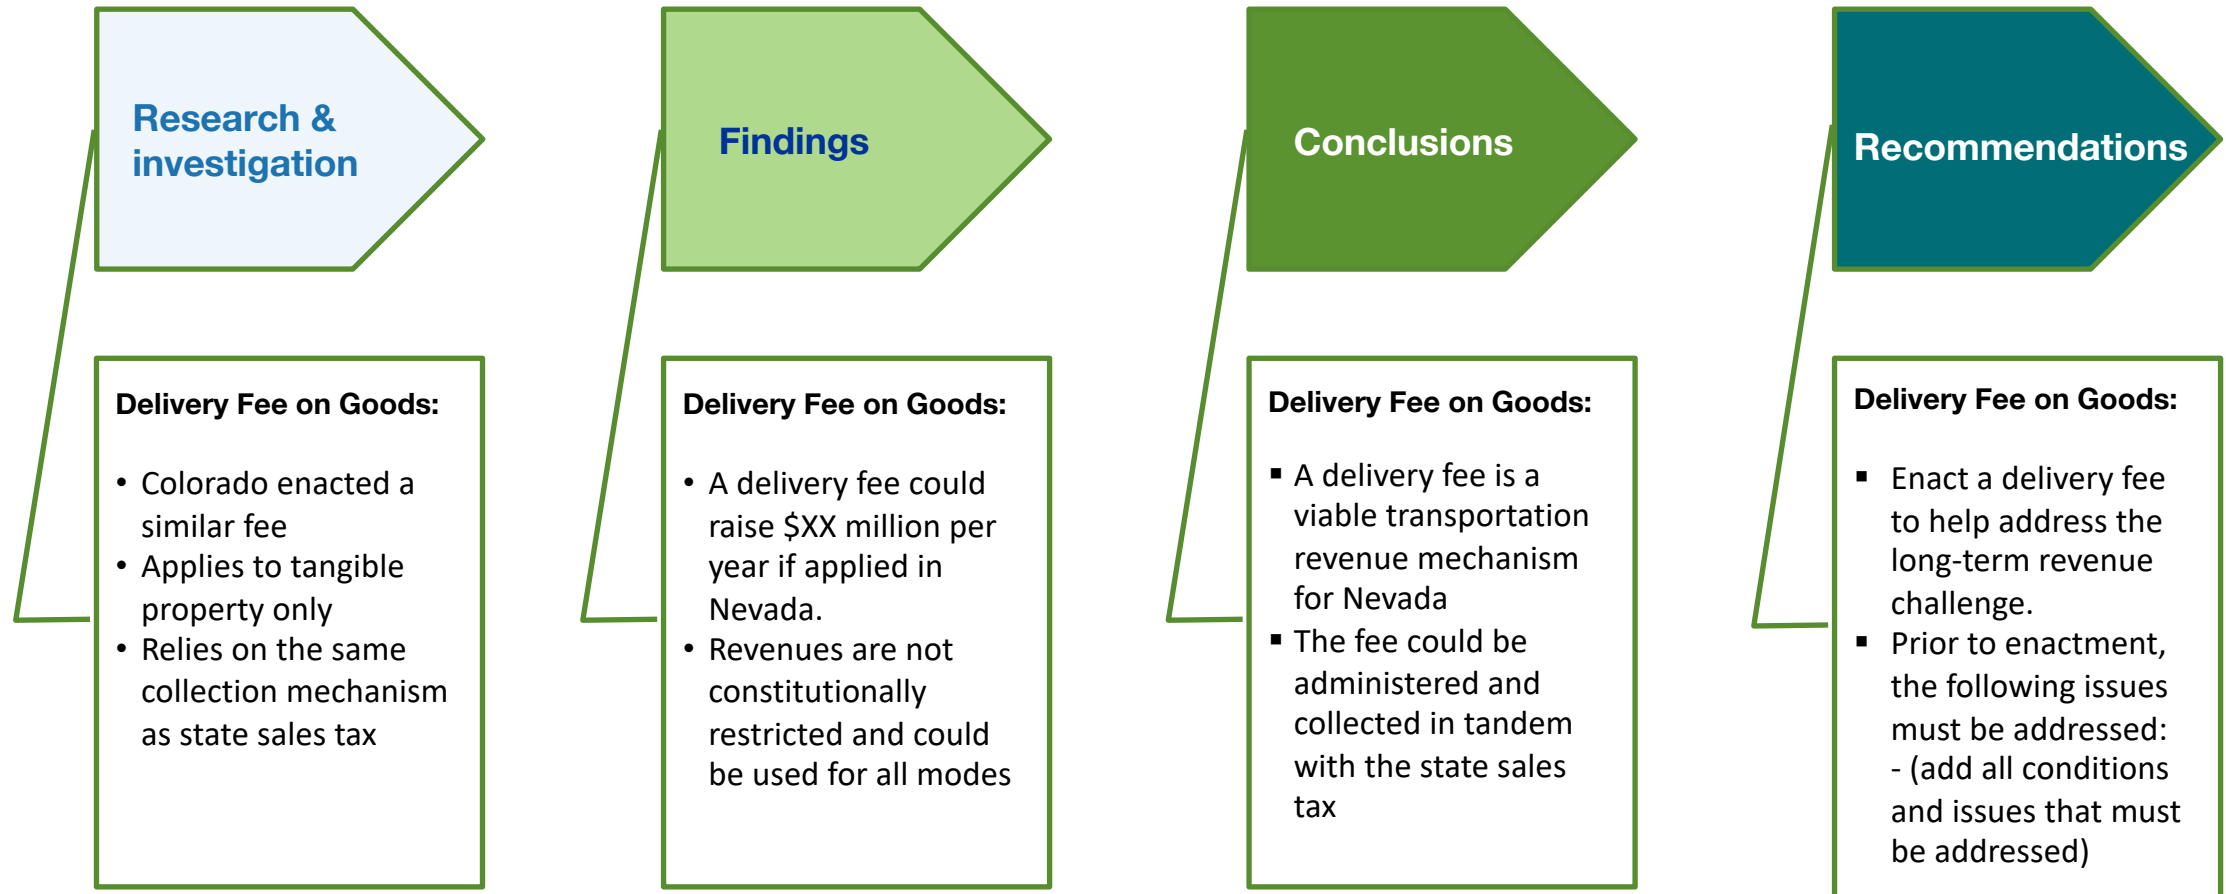 Research &
investigation
Findings
Conclusions
Recommendations
Delivery Fee on Goods:
• Colorado enacted a
similar fee
• Applies to tangible
property only
• Relies on the same
collection mechanism
as state sales tax
Delivery Fee on Goods:
• A delivery fee could
raise $XX million per
year if applied in
Nevada.
• Revenues are not
constitutionally
restricted and could
be used for all modes
Delivery Fee on Goods:
▪ A delivery fee is a
viable transportation
revenue mechanism
for Nevada
▪ The fee could be
administered and
collected in tandem
with the state sales
tax
Delivery Fee on Goods:
▪ Enact a delivery fee
to help address the
long-term revenue
challenge.
▪ Prior to enactment,
the following issues
must be addressed:
- (add all conditions
and issues that must
be addressed)